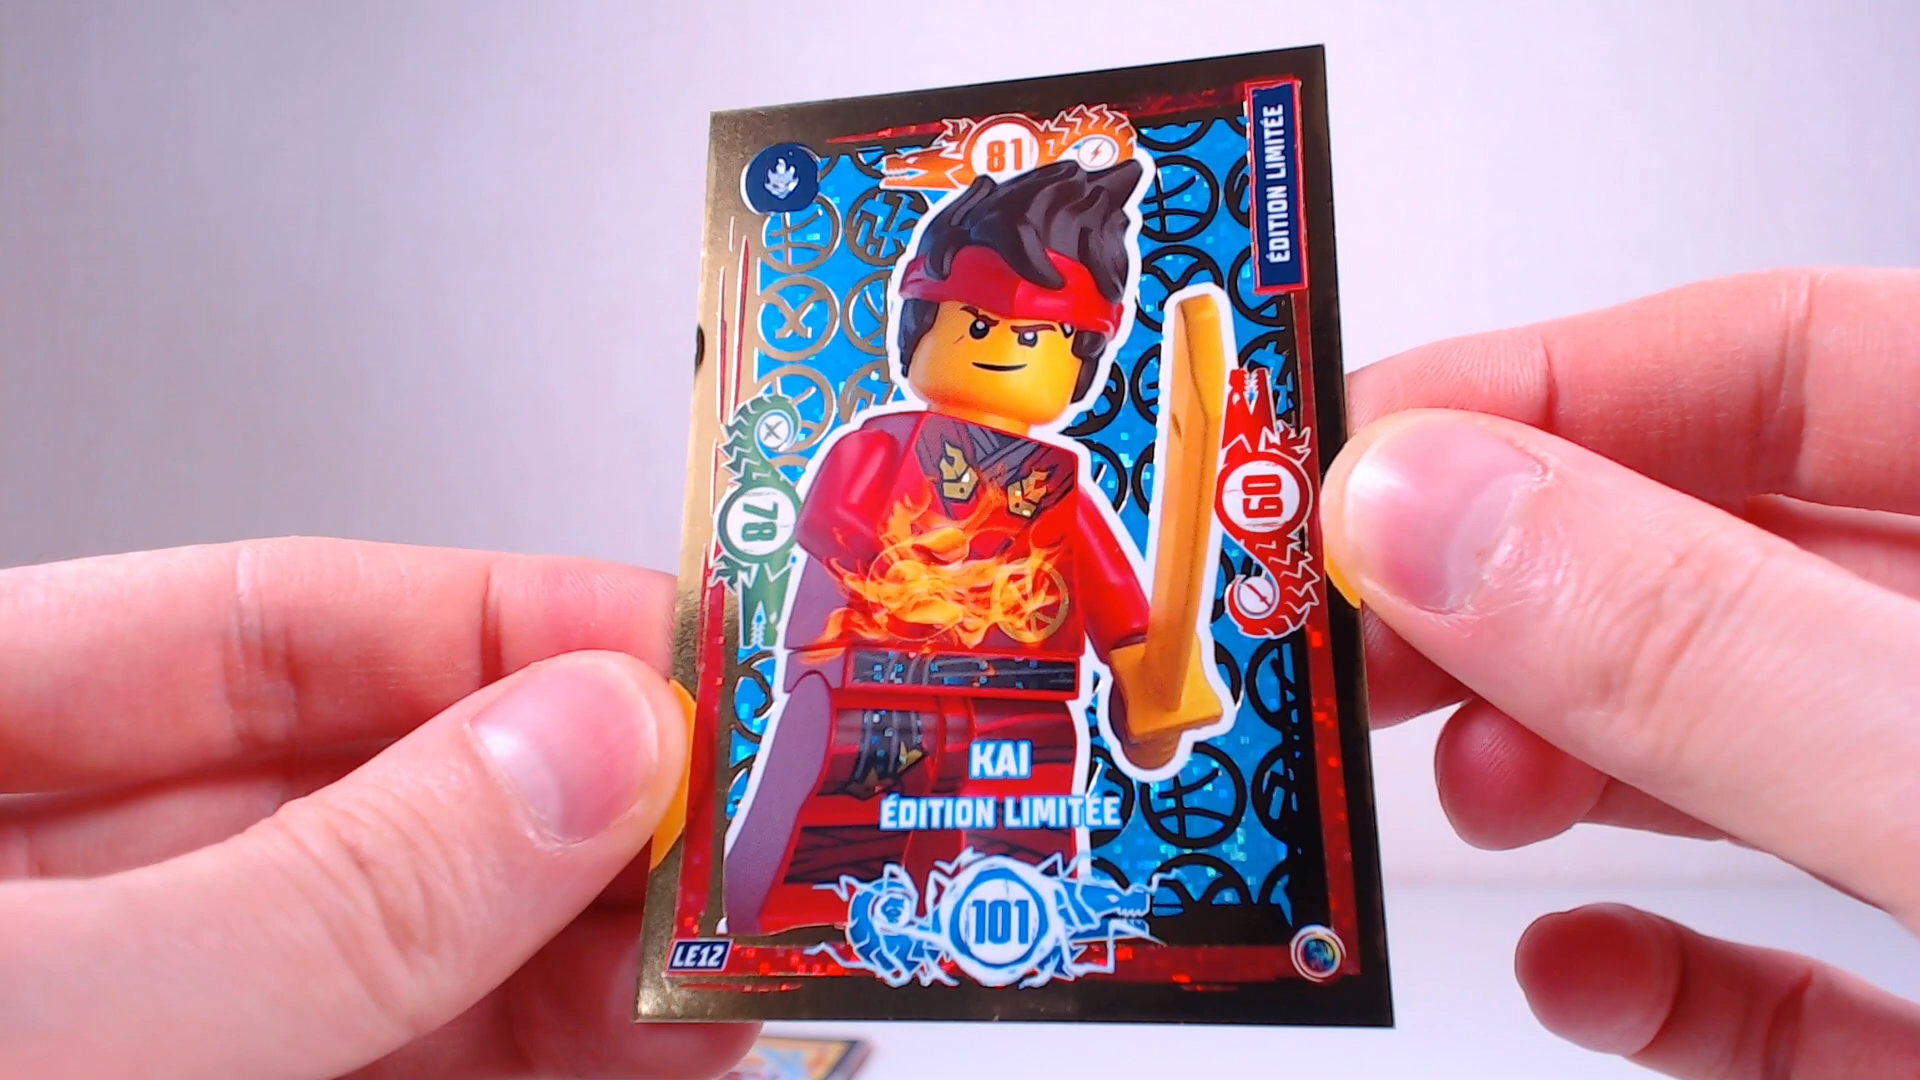 81
ÉDITION LIMITÉE
78
60
KAI
ÉDITION LIMITÉE
101
LE12